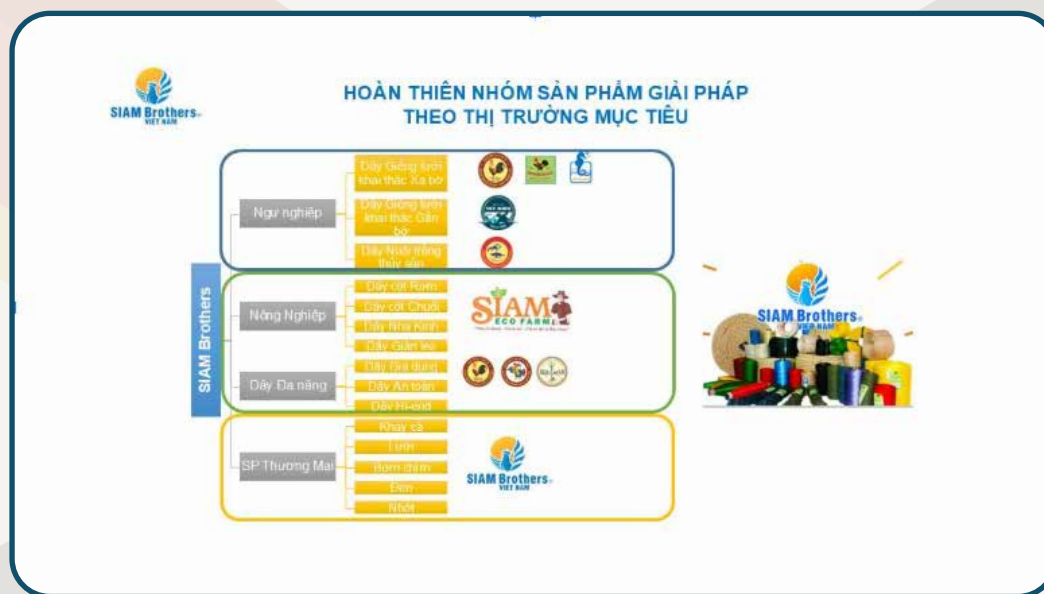 SIAM Brothers
VIỆT NAM
HOÀN THIỆN NHÓM SẢN PHẨM GIẢI PHÁP
THEO THỊ TRƯỜNG MỤC TIÊU
SIAM Brothers
Ngư nghiệp
Dây Giềng lưới
khai thác Xa bờ
Dây Giềng lưới
khai thác Gần
bờ
Dây Nuôi trồng
thủy sản
Nông Nghiệp
Dây cột Rơm
Dây cột Chuối
Dây Nhà Kính
Dây Giàn leo
SIAM
ECO FARM
Dây Đa năng
Dây Gia dụng
Dây An toàn
Dây Hi-end
SP Thương Mại
Khay cá
Lưới
Bơm chìm
Đèn
Nhớt
SIAM Brothers
VIỆT NAM
SIAM Brothers
VIỆT NAM